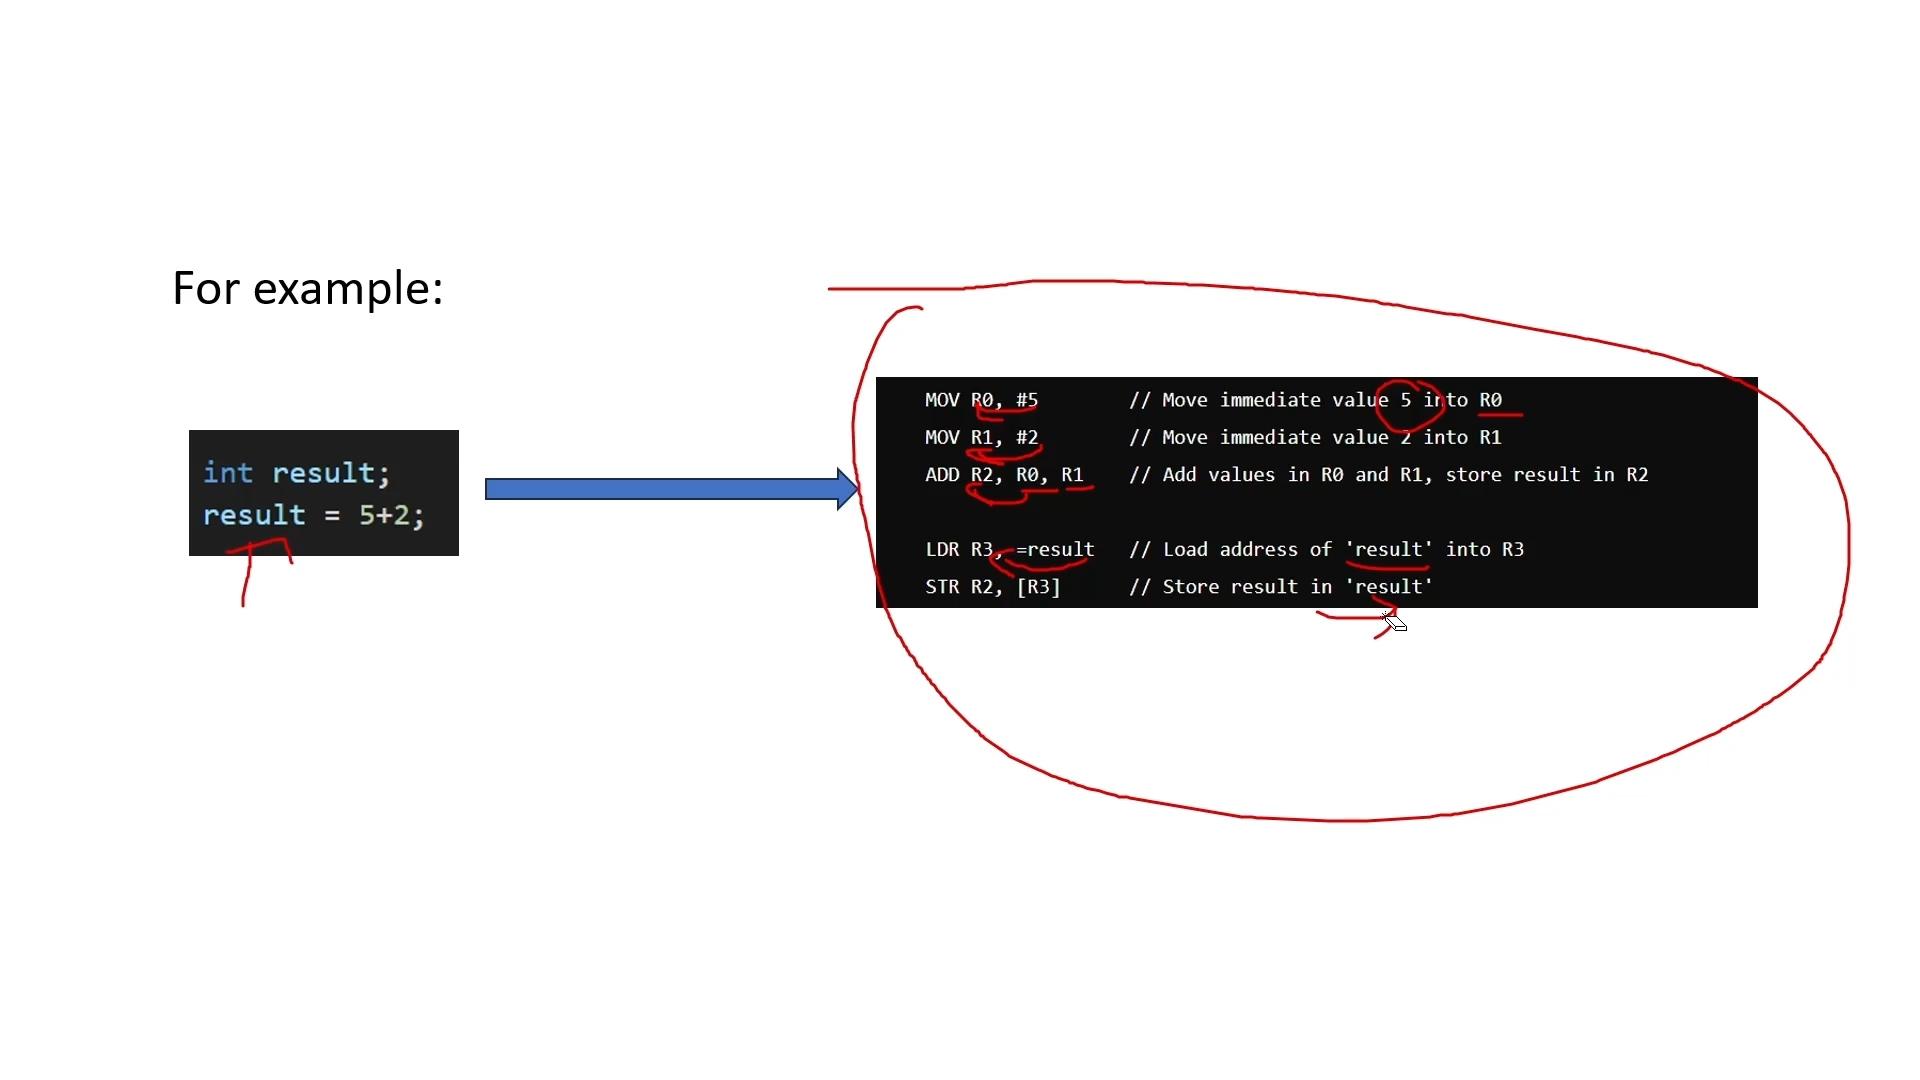 For example:
int result;
result = 5+2;
MOV R0, #5 // Move immediate value 5 into R0
MOV R1, #2 // Move immediate value 2 into R1
ADD R2, R0, R1 // Add values in R0 and R1, store result in R2
LDR R3, =result // Load address of 'result' into R3
STR R2, [R3] // Store result in 'result'